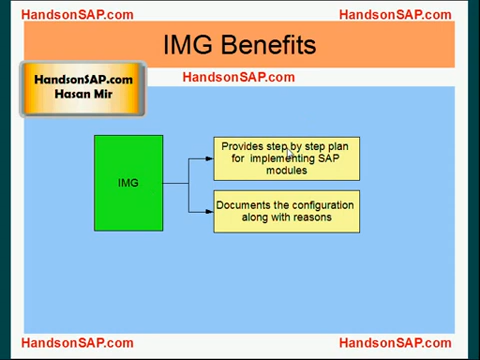 HandsonSAP.com
HandsonSAP.com
IMG Benefits
HandsonSAP.com
HandsonSAP.com
Hasan Mir
IMG
Provides step by step plan
for implementing SAP
modules
Documents the configuration
along with reasons
HandsonSAP.com
HandsonSAP.com